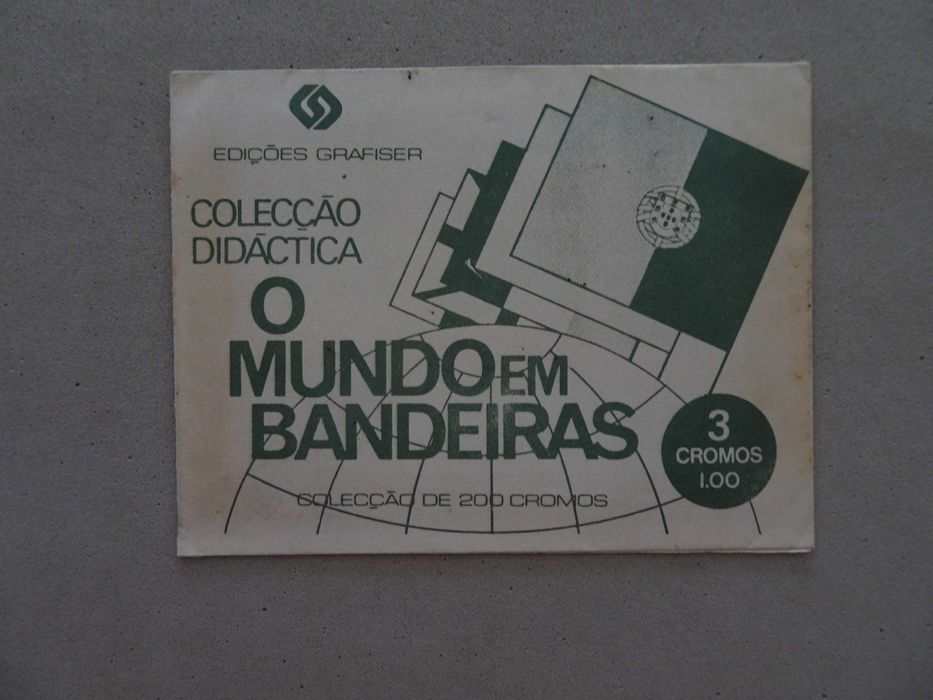 EDIÇÕES GRAFISER
COLECÇÃO
DIDÁCTICA
O
MUNDO EM
BANDEIRAS
COLECÇÃO DE 200 CROMOS
3
CROMOS
1.00